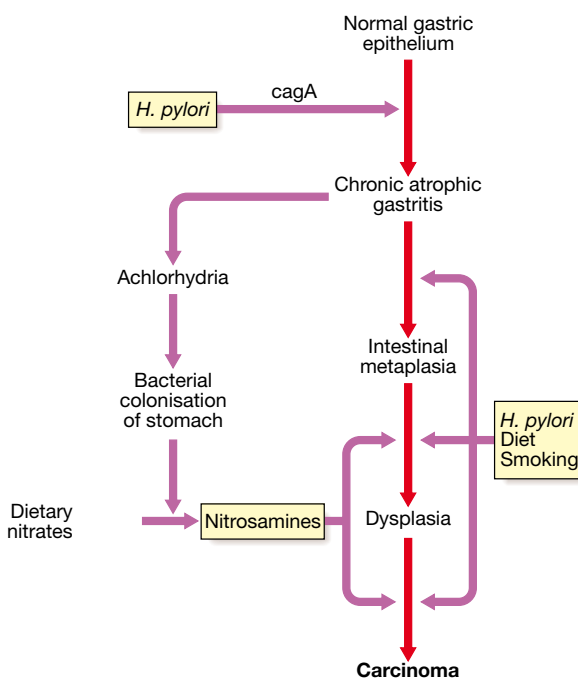 Normal gastric
epithelium
cagA
H. pylori
Chronic atrophic
gastritis
Achlorhydria
Intestinal
metaplasia
Bacterial
colonisation
of stomach
H. pylori
Diet
Smoking
Dietary
nitrates
Nitrosamines
Dysplasia
Carcinoma